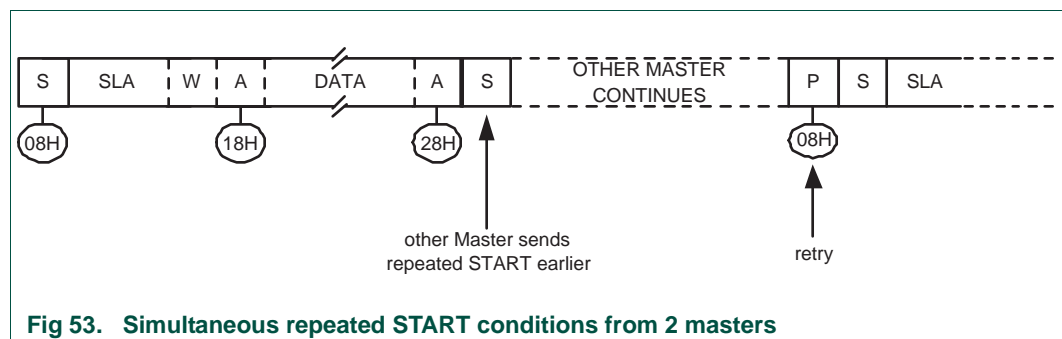 S SLA W A DATA A S OTHER MASTER CONTINUES P S SLA
08H 18H 28H 08H
other Master sends
repeated START earlier
retry
Fig 53. Simultaneous repeated START conditions from 2 masters